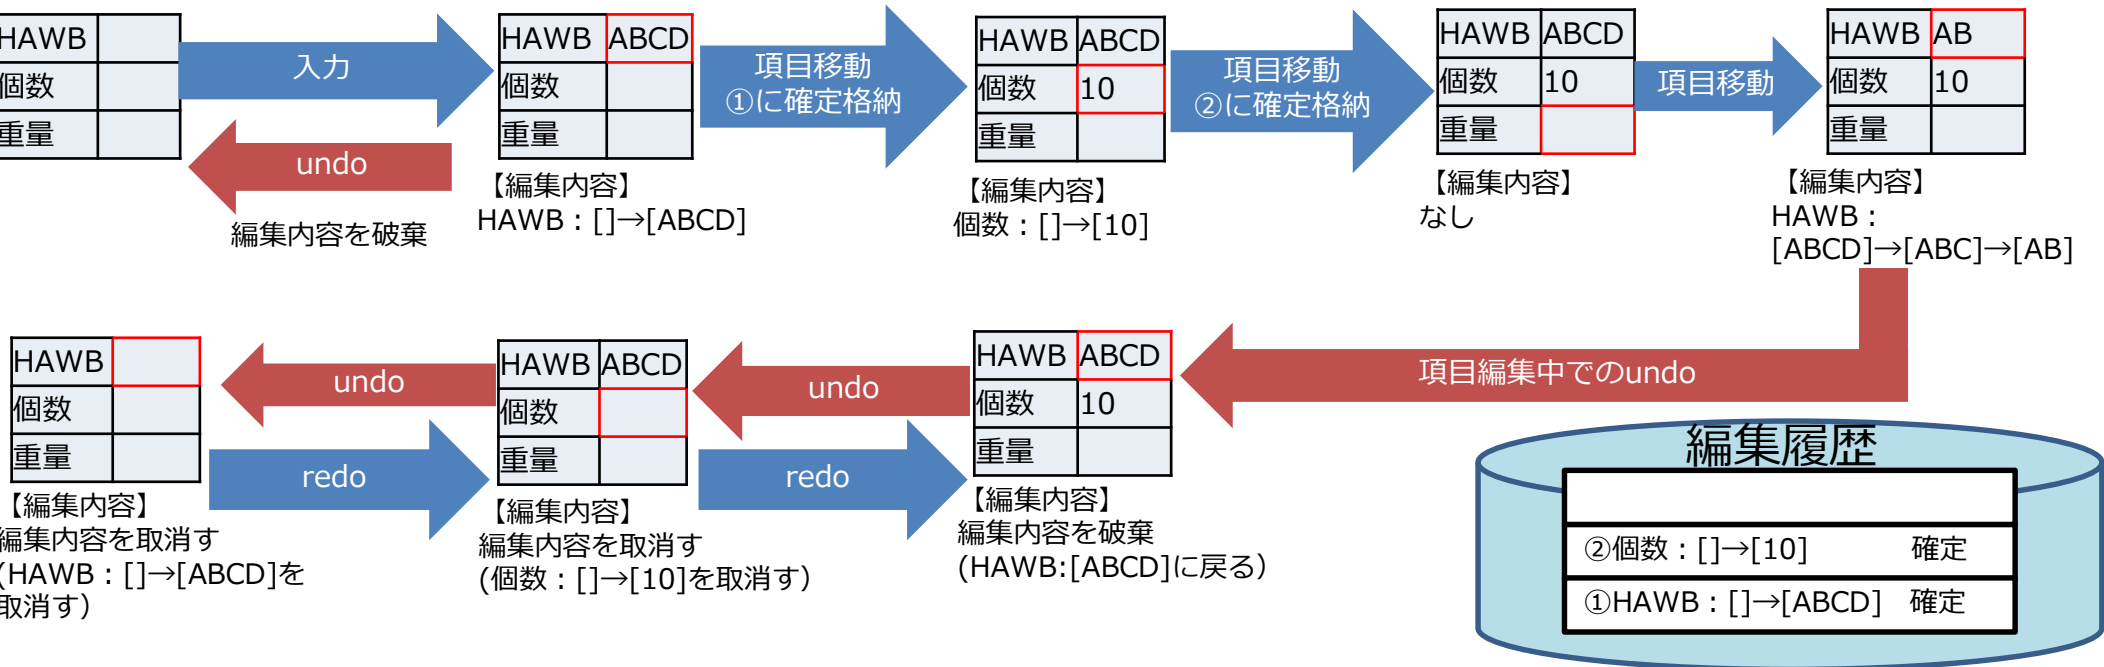 HAWB
個数
重量
入力
undo
編集内容を破棄
HAWB ABCD
個数
重量
【編集内容】
HAWB：[]→[ABCD]
項目移動
①に確定格納
HAWB ABCD
個数 10
重量
【編集内容】
個数：[]→[10]
項目移動
②に確定格納
HAWB ABCD
個数 10
重量
【編集内容】
なし
項目移動
HAWB AB
個数 10
重量
【編集内容】
HAWB：
[ABCD]→[ABC]→[AB]
項目編集中でのundo
HAWB ABCD
個数 10
重量
【編集内容】
編集内容を破棄
(HAWB:[ABCD]に戻る）
undo
redo
HAWB ABCD
個数
重量
【編集内容】
編集内容を取消す
(個数：[]→[10]を取消す）
undo
redo
HAWB
個数
重量
【編集内容】
編集内容を取消す
(HAWB：[]→[ABCD]を
取消す）
編集履歴
②個数：[]→[10] 確定
①HAWB：[]→[ABCD] 確定